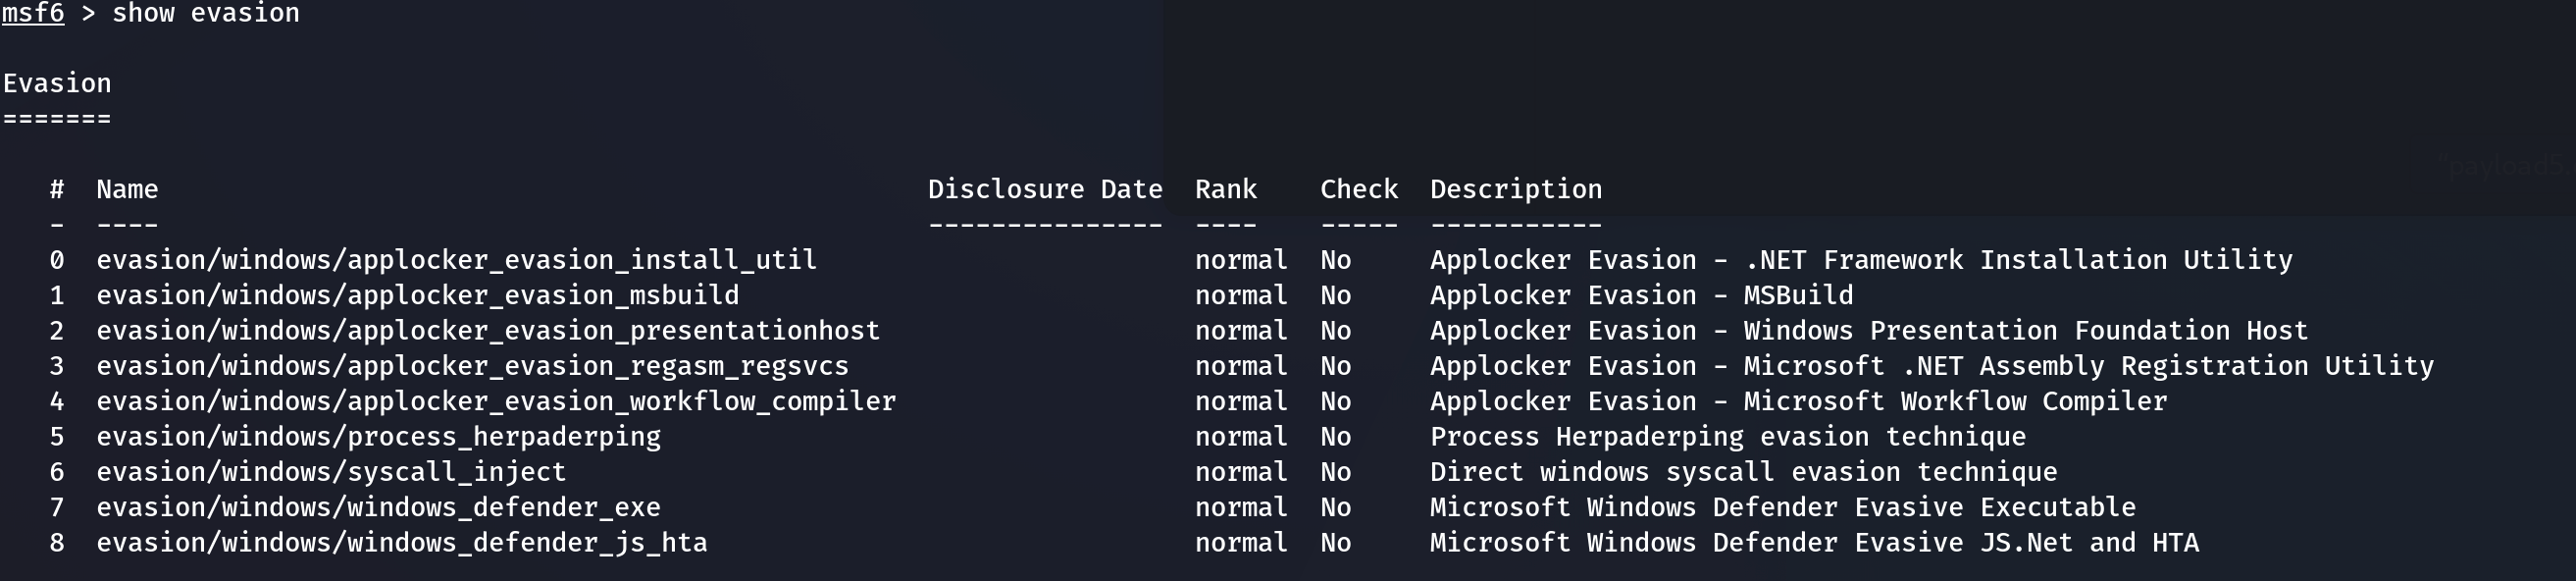 msf6 > show evasion
Evasion
=======
#  Name  Disclosure Date  Rank  Check  Description
-  ----  ---------------  ----  -----  -----------
0  evasion/windows/applocker_evasion_install_util  normal  No  Applocker Evasion - .NET Framework Installation Utility
1  evasion/windows/applocker_evasion_msbuild  normal  No  Applocker Evasion - MSBuild
2  evasion/windows/applocker_evasion_presentationhost  normal  No  Applocker Evasion - Windows Presentation Foundation Host
3  evasion/windows/applocker_evasion_regasm_regsvcs  normal  No  Applocker Evasion - Microsoft .NET Assembly Registration Utility
4  evasion/windows/applocker_evasion_workflow_compiler  normal  No  Applocker Evasion - Microsoft Workflow Compiler
5  evasion/windows/process_herpaderping  normal  No  Process Herpaderping evasion technique
6  evasion/windows/syscall_inject  normal  No  Direct windows syscall evasion technique
7  evasion/windows/windows_defender_exe  normal  No  Microsoft Windows Defender Evasive Executable
8  evasion/windows/windows_defender_js_hta  normal  No  Microsoft Windows Defender Evasive JS.Net and HTA